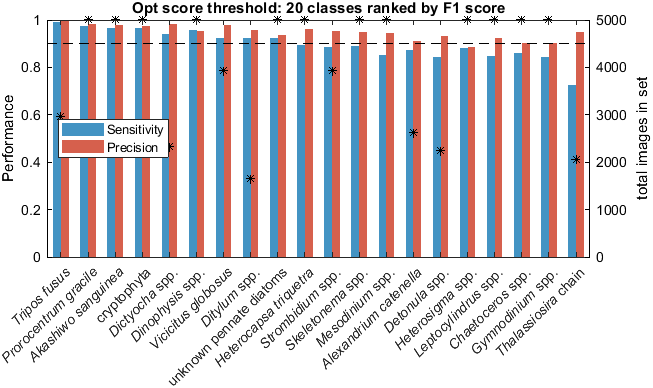 Opt score threshold: 20 classes ranked by F1 score
1
0.8
0.6
0.4
0.2
0
Performance
5000
4000
3000
2000
1000
0
total images in set
Sensitivity
Precision
Tripos fusus
Prorocentrum gracile
Akashiwo sanguinea
cryptophyta
Dictyocha spp.
Dinophysis spp.
Vicicitus globosus
Ditylum spp.
unknown pennate diatoms
Heterocapsa triquetra
Strombidium spp.
Skeletonema spp.
Mesodinium spp.
Alexandrium catenella
Detonula spp.
Heterosigma spp.
Leptocylindrus spp.
Chaetoceros spp.
Gymnodinium spp.
Thalassiosira chain